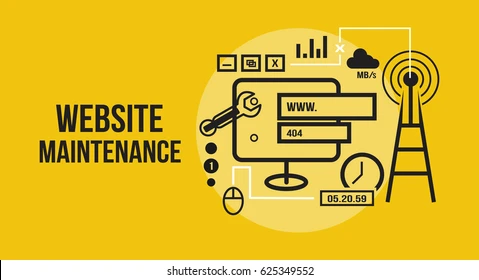 WEBSITE
MAINTENANCE
X
MB/s
WWW.
404
1
05.20.59
shutterstock.com · 625349552